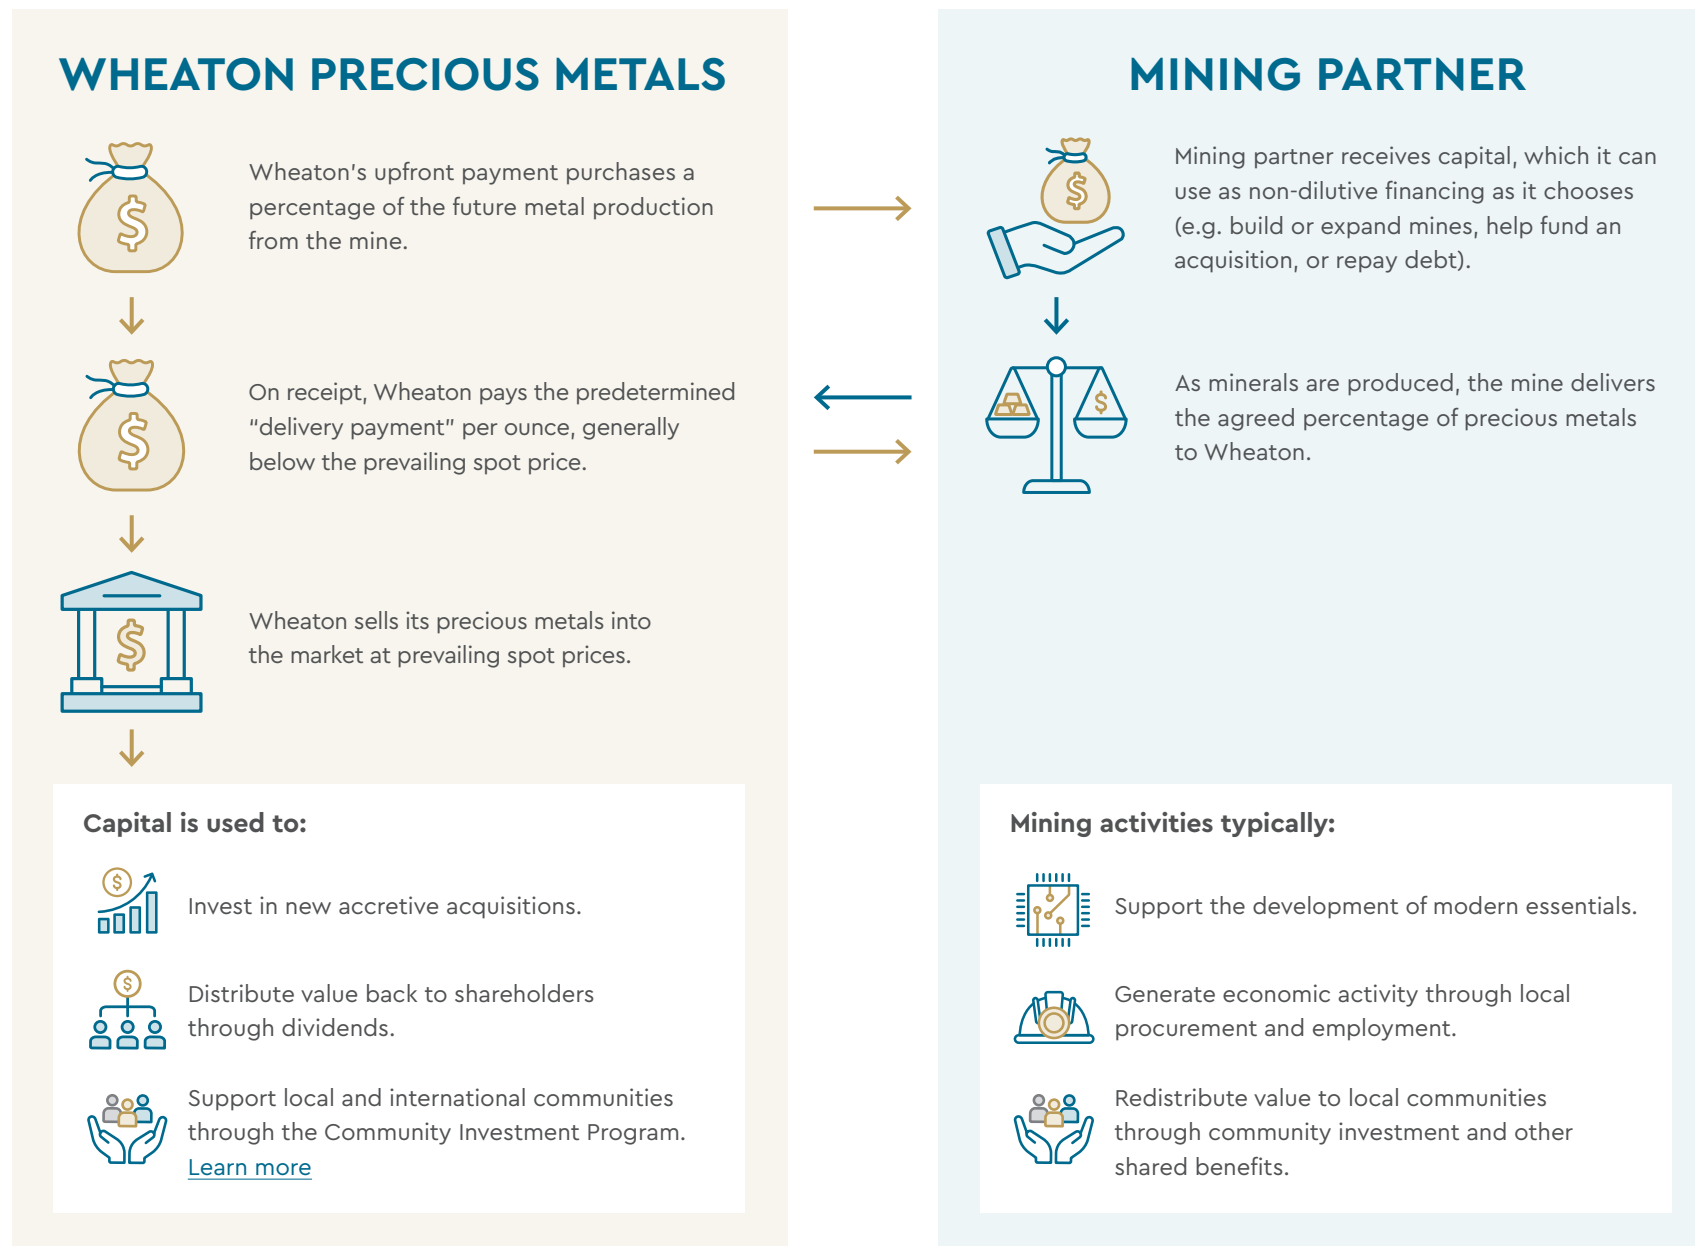 WHEATON PRECIOUS METALS
Wheaton's upfront payment purchases a
percentage of the future metal production
from the mine.
On receipt, Wheaton pays the predetermined
“delivery payment” per ounce, generally
below the prevailing spot price.
Wheaton sells its precious metals into
the market at prevailing spot prices.
Capital is used to:
Invest in new accretive acquisitions.
Distribute value back to shareholders
through dividends.
Support local and international communities
through the Community Investment Program.
Learn more
MINING PARTNER
Mining partner receives capital, which it can
use as non-dilutive financing as it chooses
(e.g. build or expand mines, help fund an
acquisition, or repay debt).
As minerals are produced, the mine delivers
the agreed percentage of precious metals
to Wheaton.
Mining activities typically:
Support the development of modern essentials.
Generate economic activity through local
procurement and employment.
Redistribute value to local communities
through community investment and other
shared benefits.